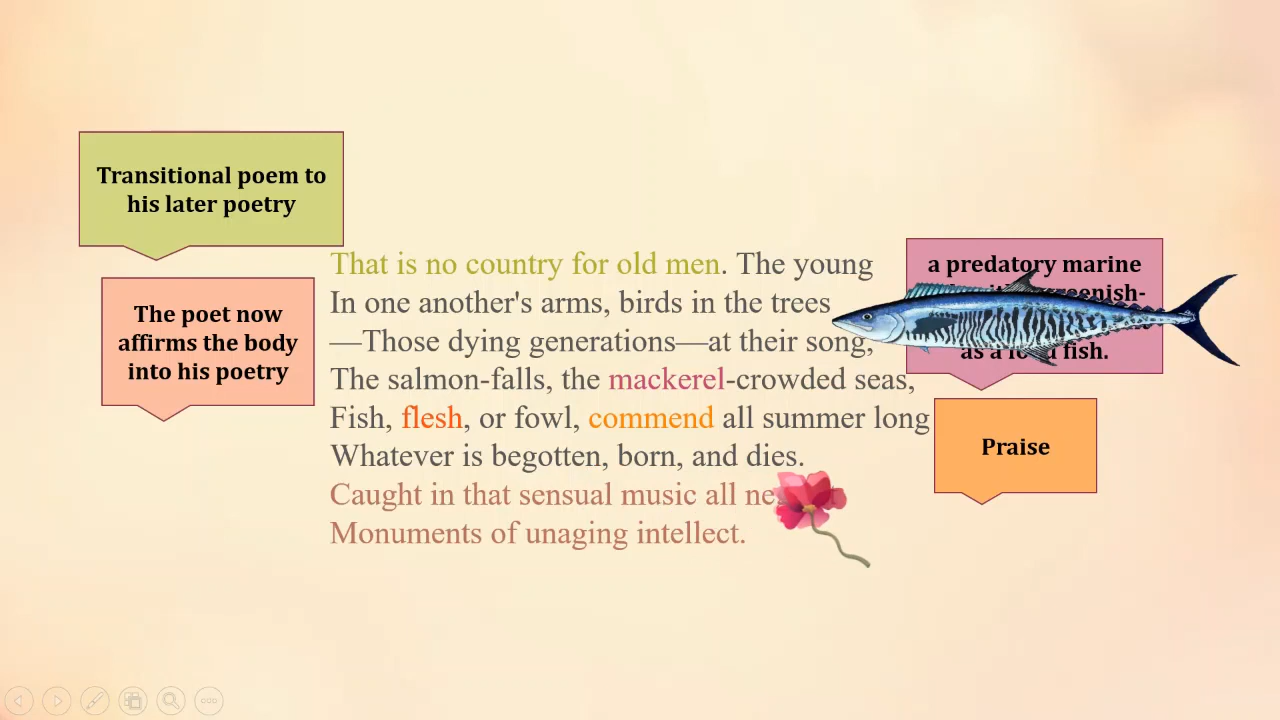 Transitional poem to
his later poetry
The poet now
affirms the body
into his poetry
That is no country for old men. The young
In one another's arms, birds in the trees
—Those dying generations—at their song,
The salmon-falls, the mackerel-crowded seas,
Fish, flesh, or fowl, commend all summer long
Whatever is begotten, born, and dies.
Caught in that sensual music all
Monuments of unaging intellect.
a predatory marine
as a fish.
Praise